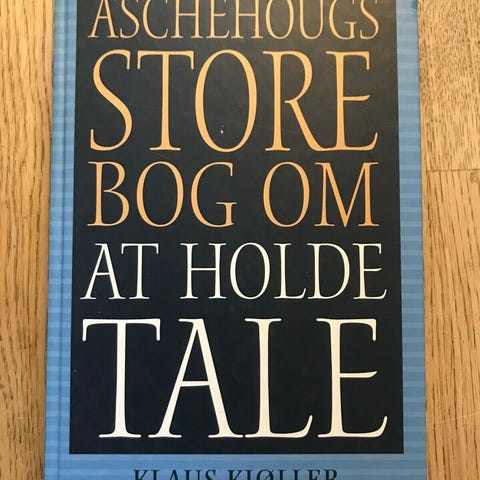 ASCHEHOUGS
STORE
BOG OM
AT HOLDE
TALE
KLAUS KJØLLER